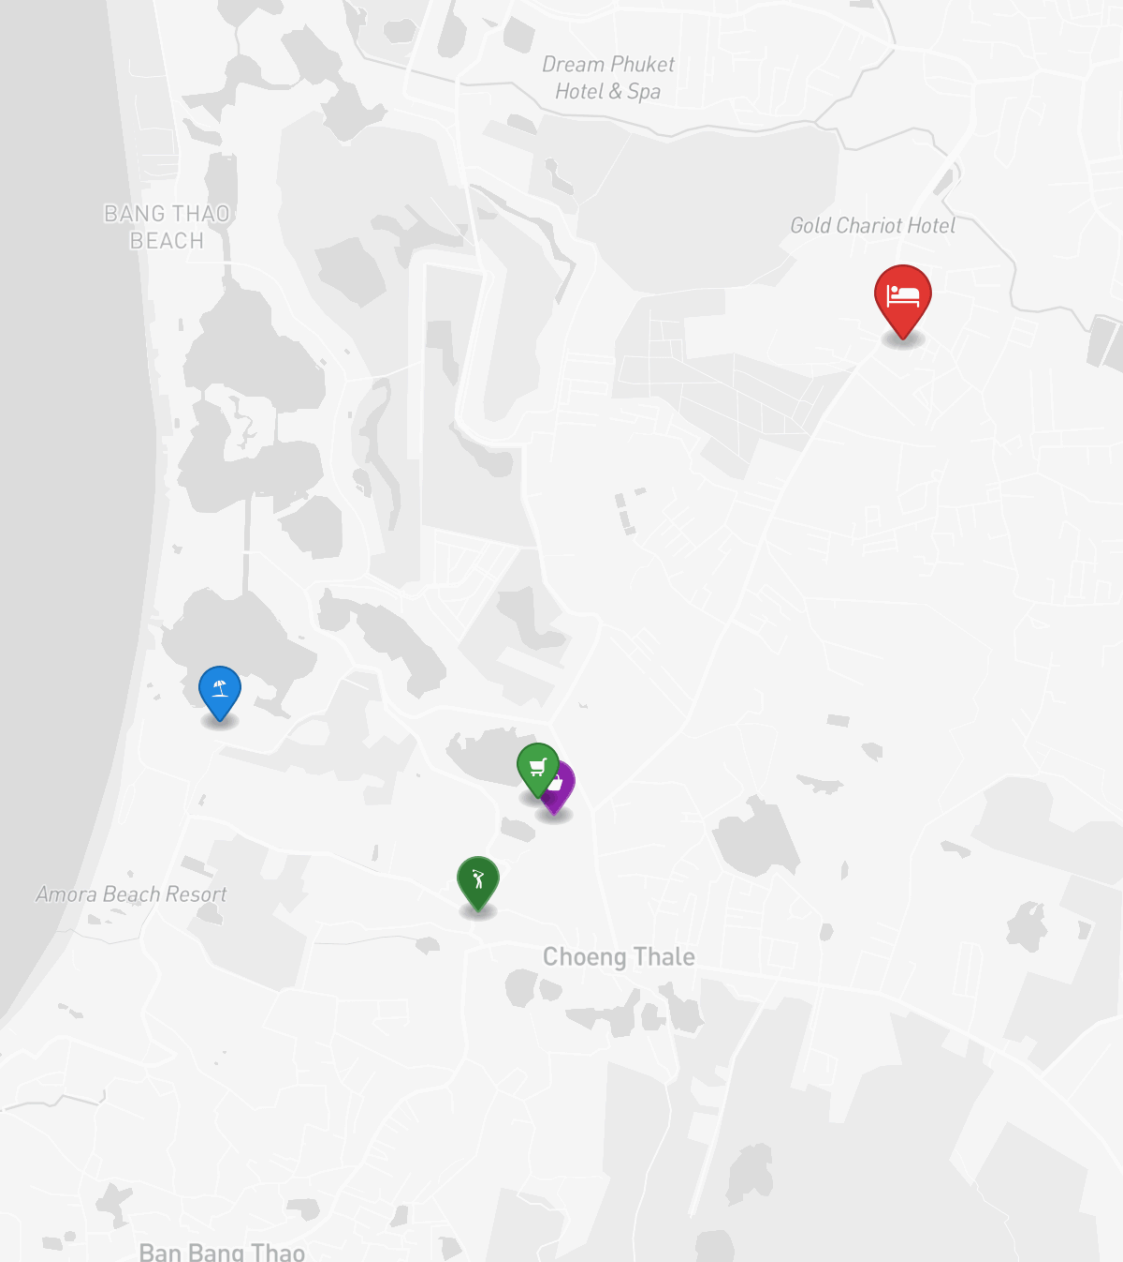 Dream Phuket
Hotel & Spa
BANG THAO
BEACH
Gold Chariot Hotel
Amora Beach Resort
Choeng Thale
Ban Bang Thao